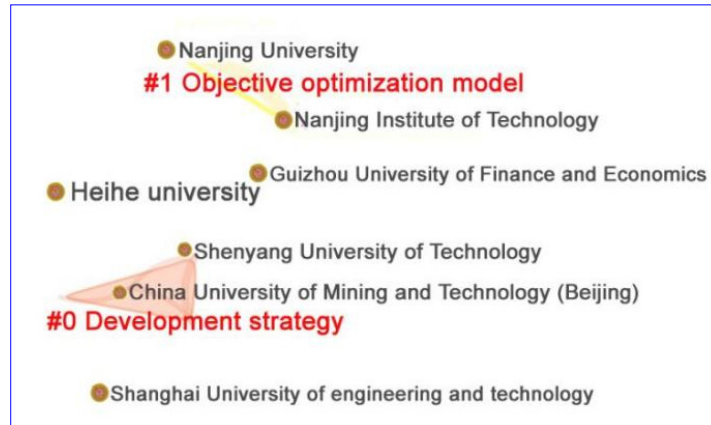 Nanjing University
#1 Objective optimization model
Nanjing Institute of Technology
Guizhou University of Finance and Economics
Heihe university
Shenyang University of Technology
China University of Mining and Technology (Beijing)
#0 Development strategy
Shanghai University of engineering and technology